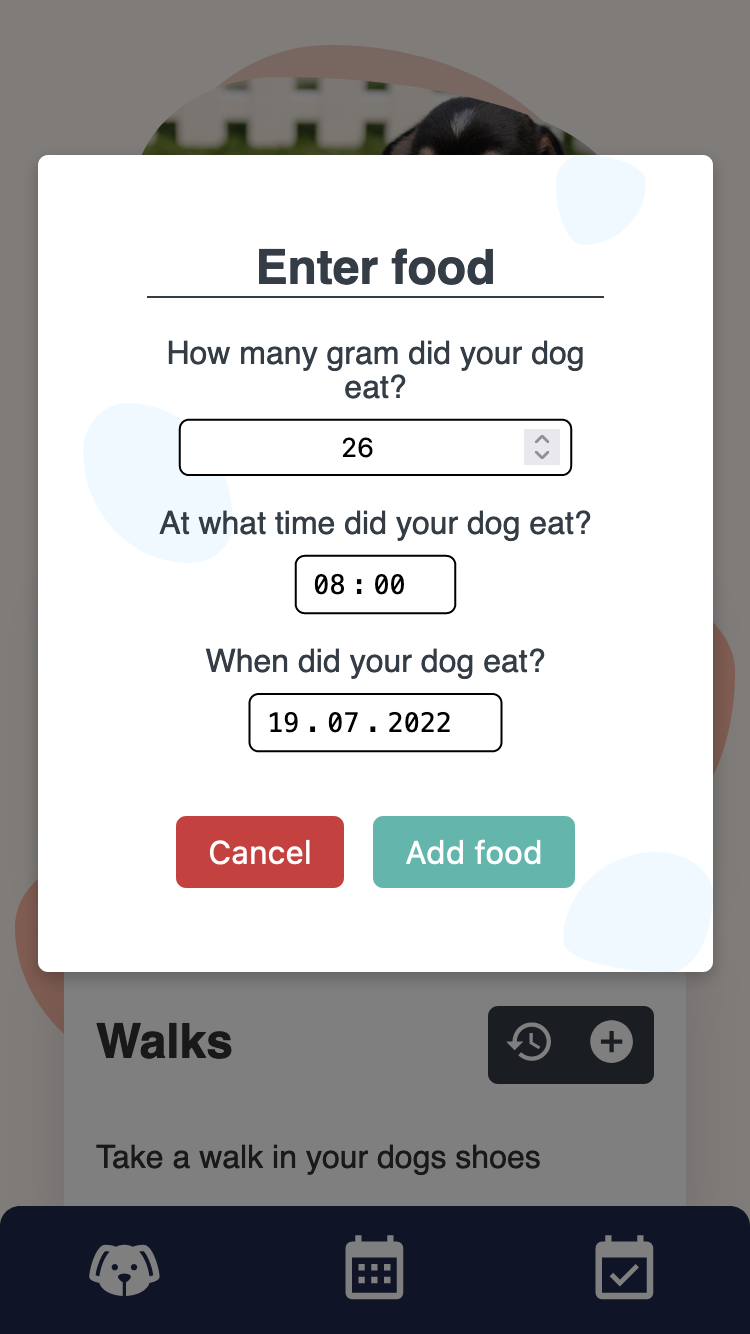 Enter food
How many gram did your dog
eat?
26
At what time did your dog eat?
08:00
When did your dog eat?
19.07.2022
Cancel Add food
Walks
Take a walk in your dogs shoes